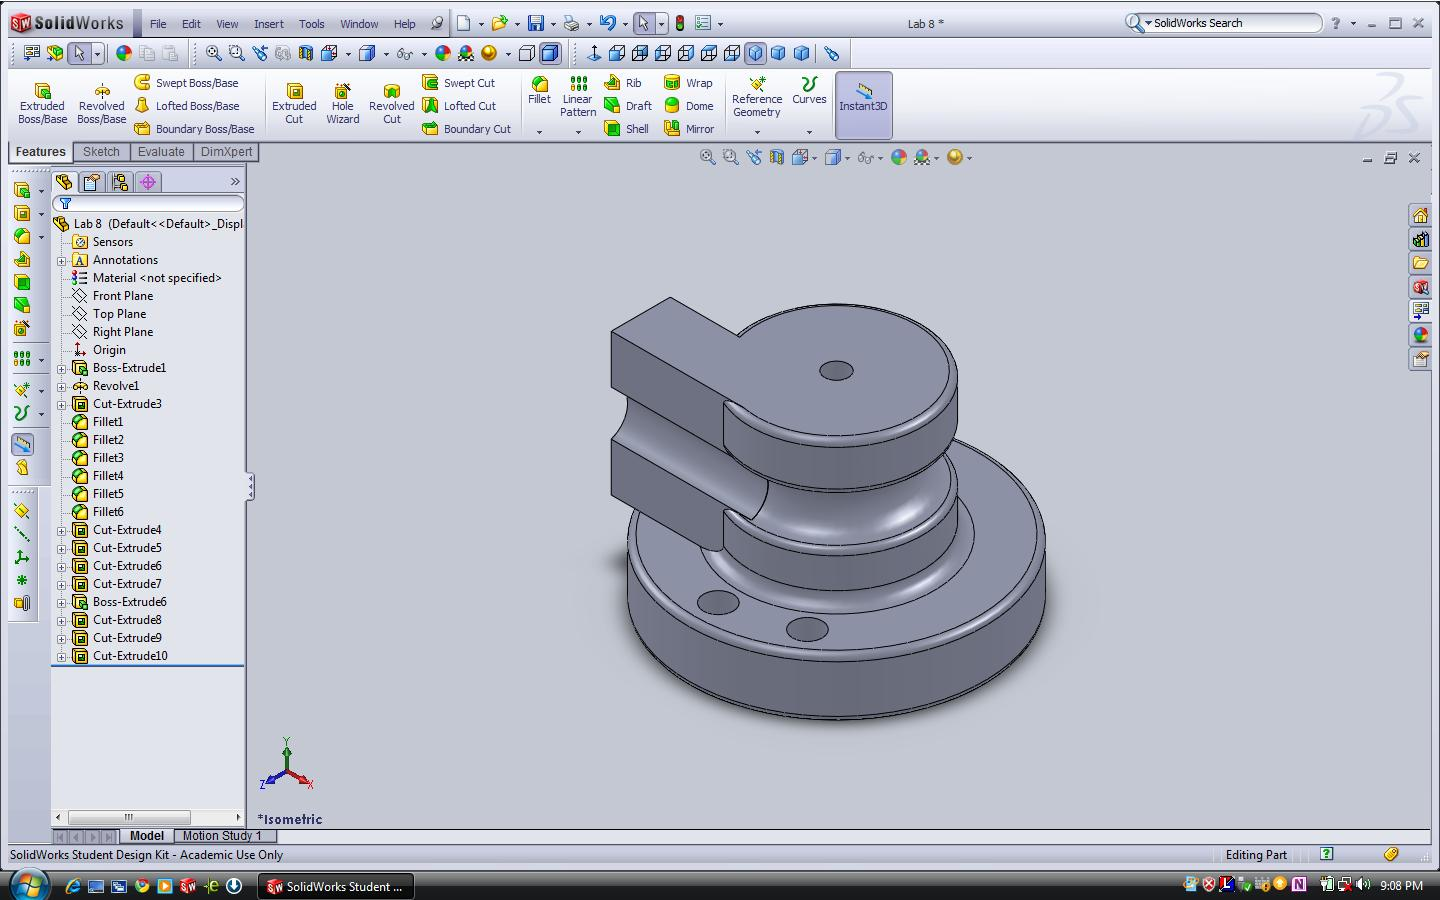 SolidWorks File Edit View Insert Tools Window Help Lab 8 * SolidWorks Search
Extruded Boss/Base
Revolved Boss/Base
Swept Boss/Base
Lofted Boss/Base
Boundary Boss/Base
Extruded Cut
Hole Wizard
Revolved Cut
Swept Cut
Lofted Cut
Boundary Cut
Fillet
Linear Pattern
Rib
Draft
Shell
Wrap
Dome
Mirror
Reference Geometry
Curves
Instant3D
Features Sketch Evaluate DimXpert
Lab 8 (Default<<Default>_Displ
Sensors
Annotations
Material <not specified>
Front Plane
Top Plane
Right Plane
Origin
Boss-Extrude1
Revolve1
Cut-Extrude3
Fillet1
Fillet2
Fillet3
Fillet4
Fillet5
Fillet6
Cut-Extrude4
Cut-Extrude5
Cut-Extrude6
Cut-Extrude7
Boss-Extrude6
Cut-Extrude8
Cut-Extrude9
Cut-Extrude10
Y
Z X
*Isometric
Model Motion Study 1
SolidWorks Student Design Kit - Academic Use Only Editing Part
SolidWorks Student ... 9:08 PM